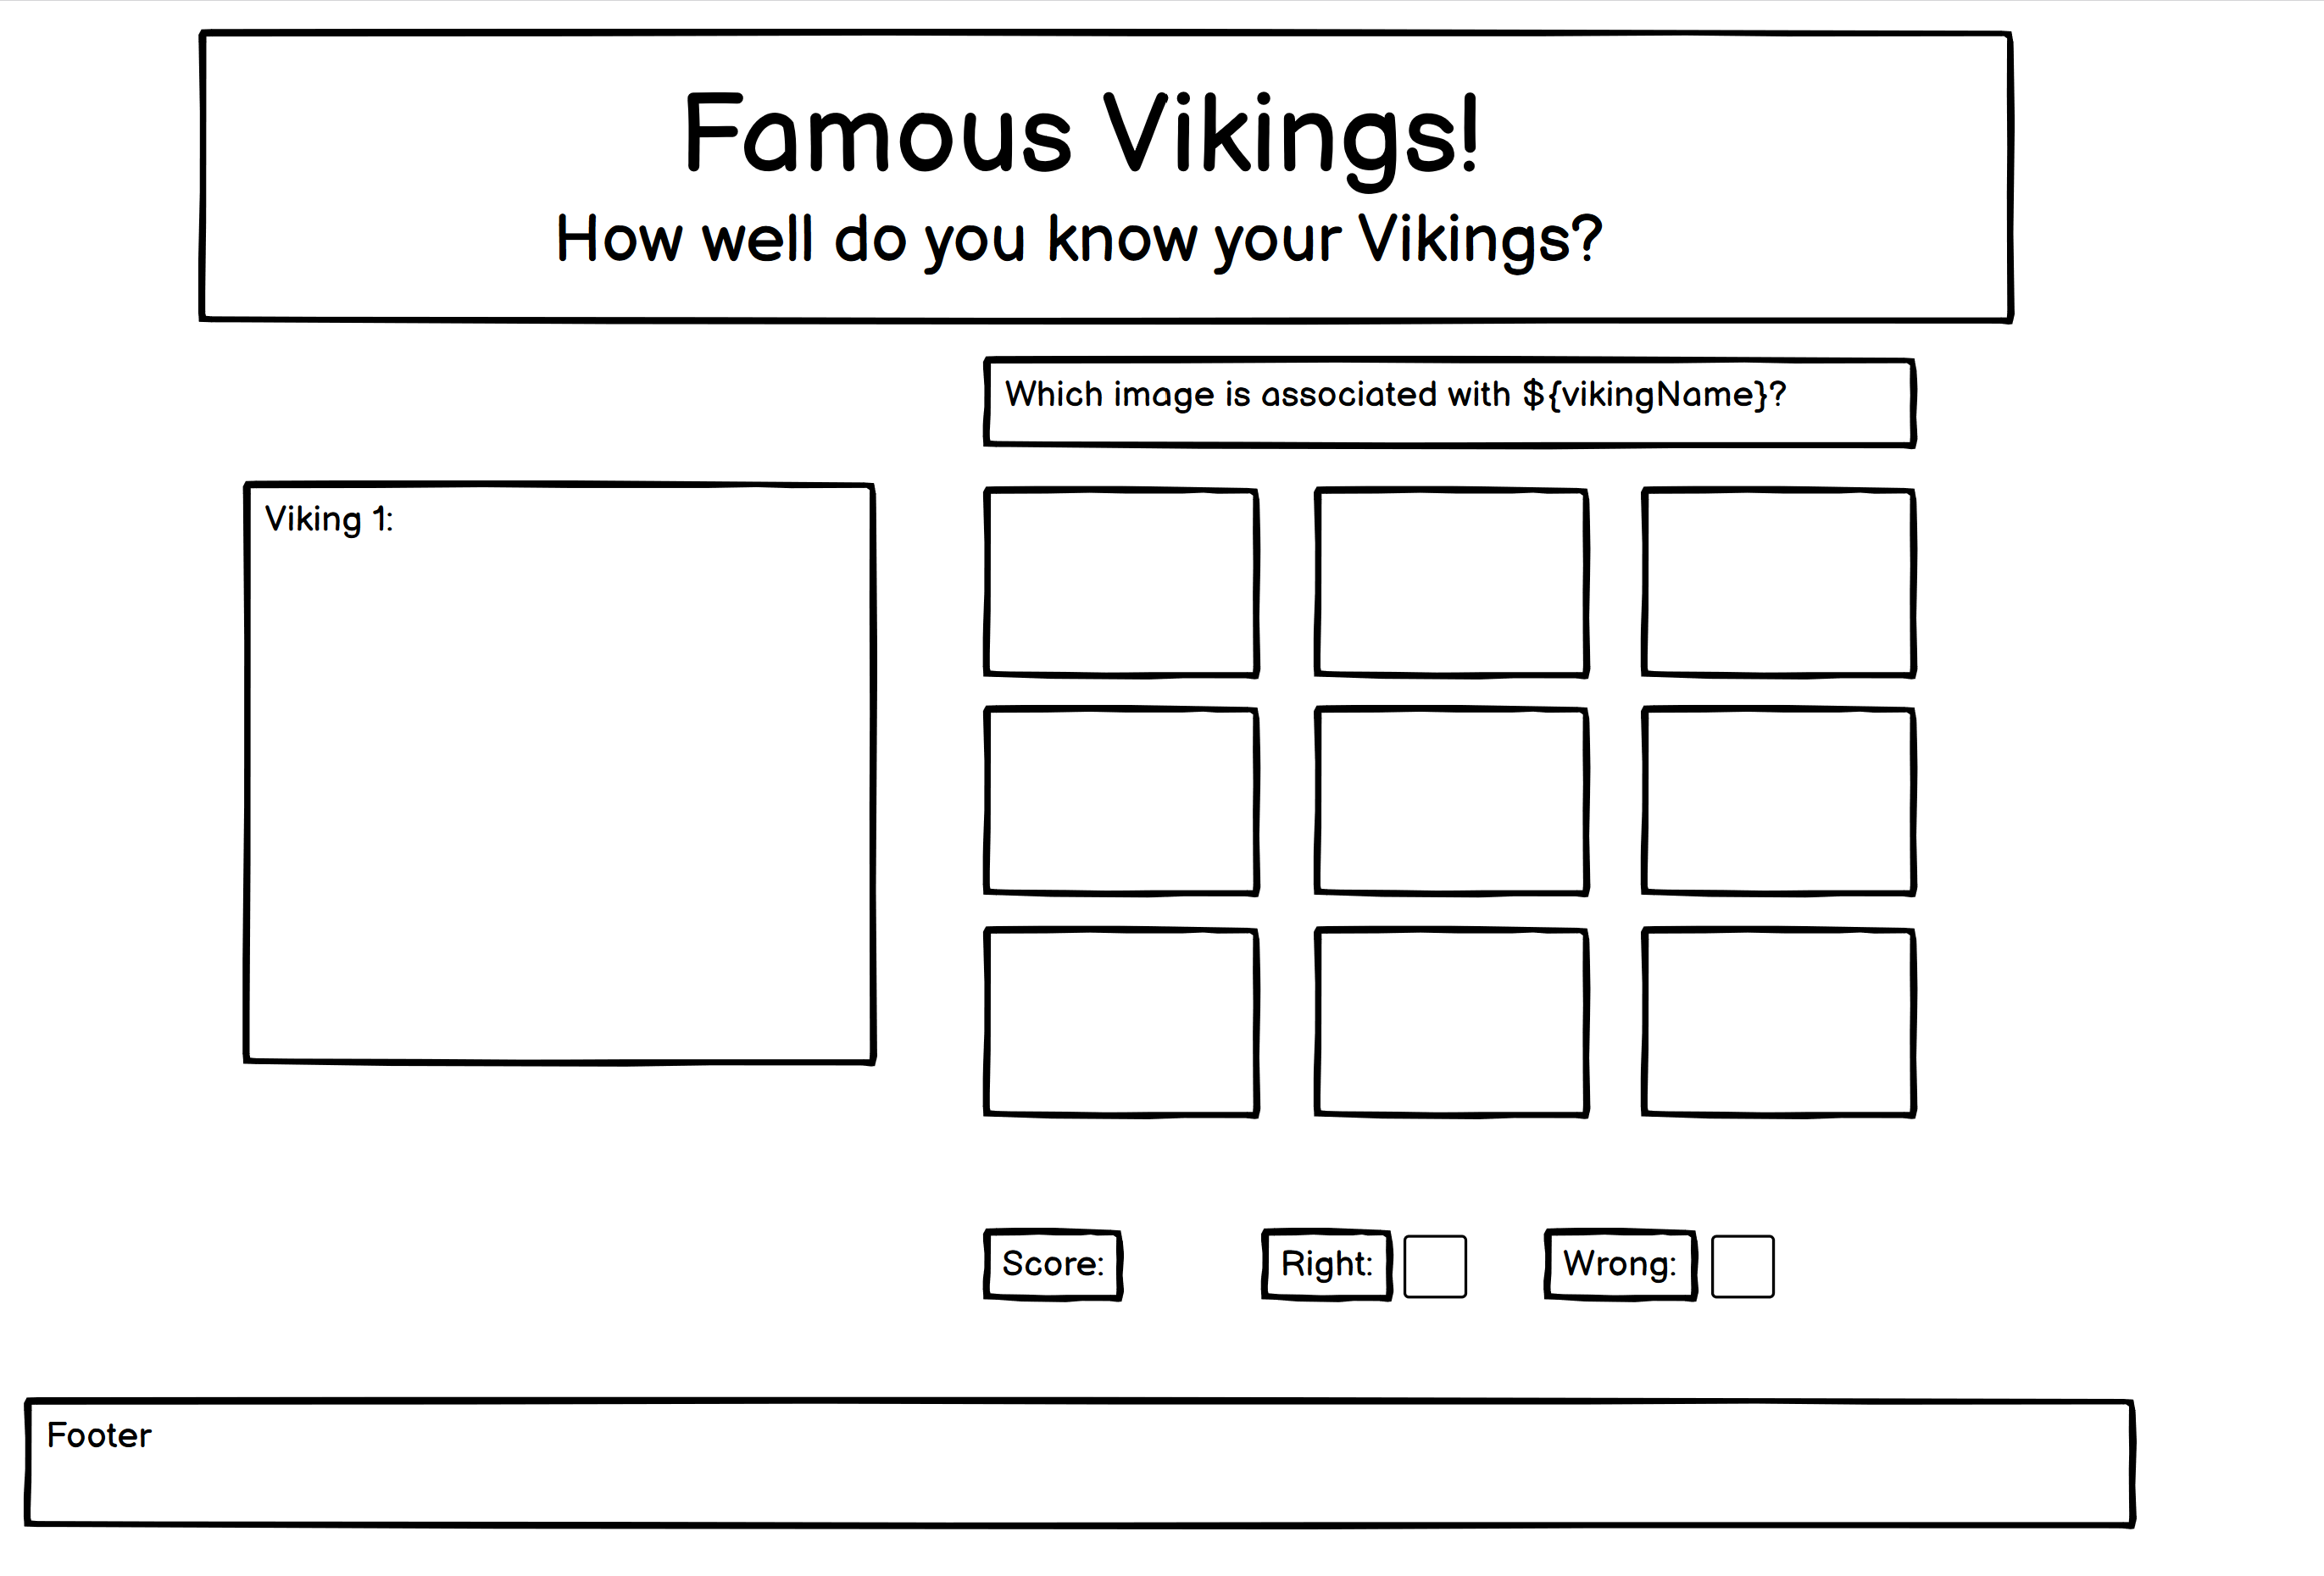 Famous Vikings!
How well do you know your Vikings?
Which image is associated with ${vikingName}?
Viking 1:
Score:
Right:
Wrong:
Footer